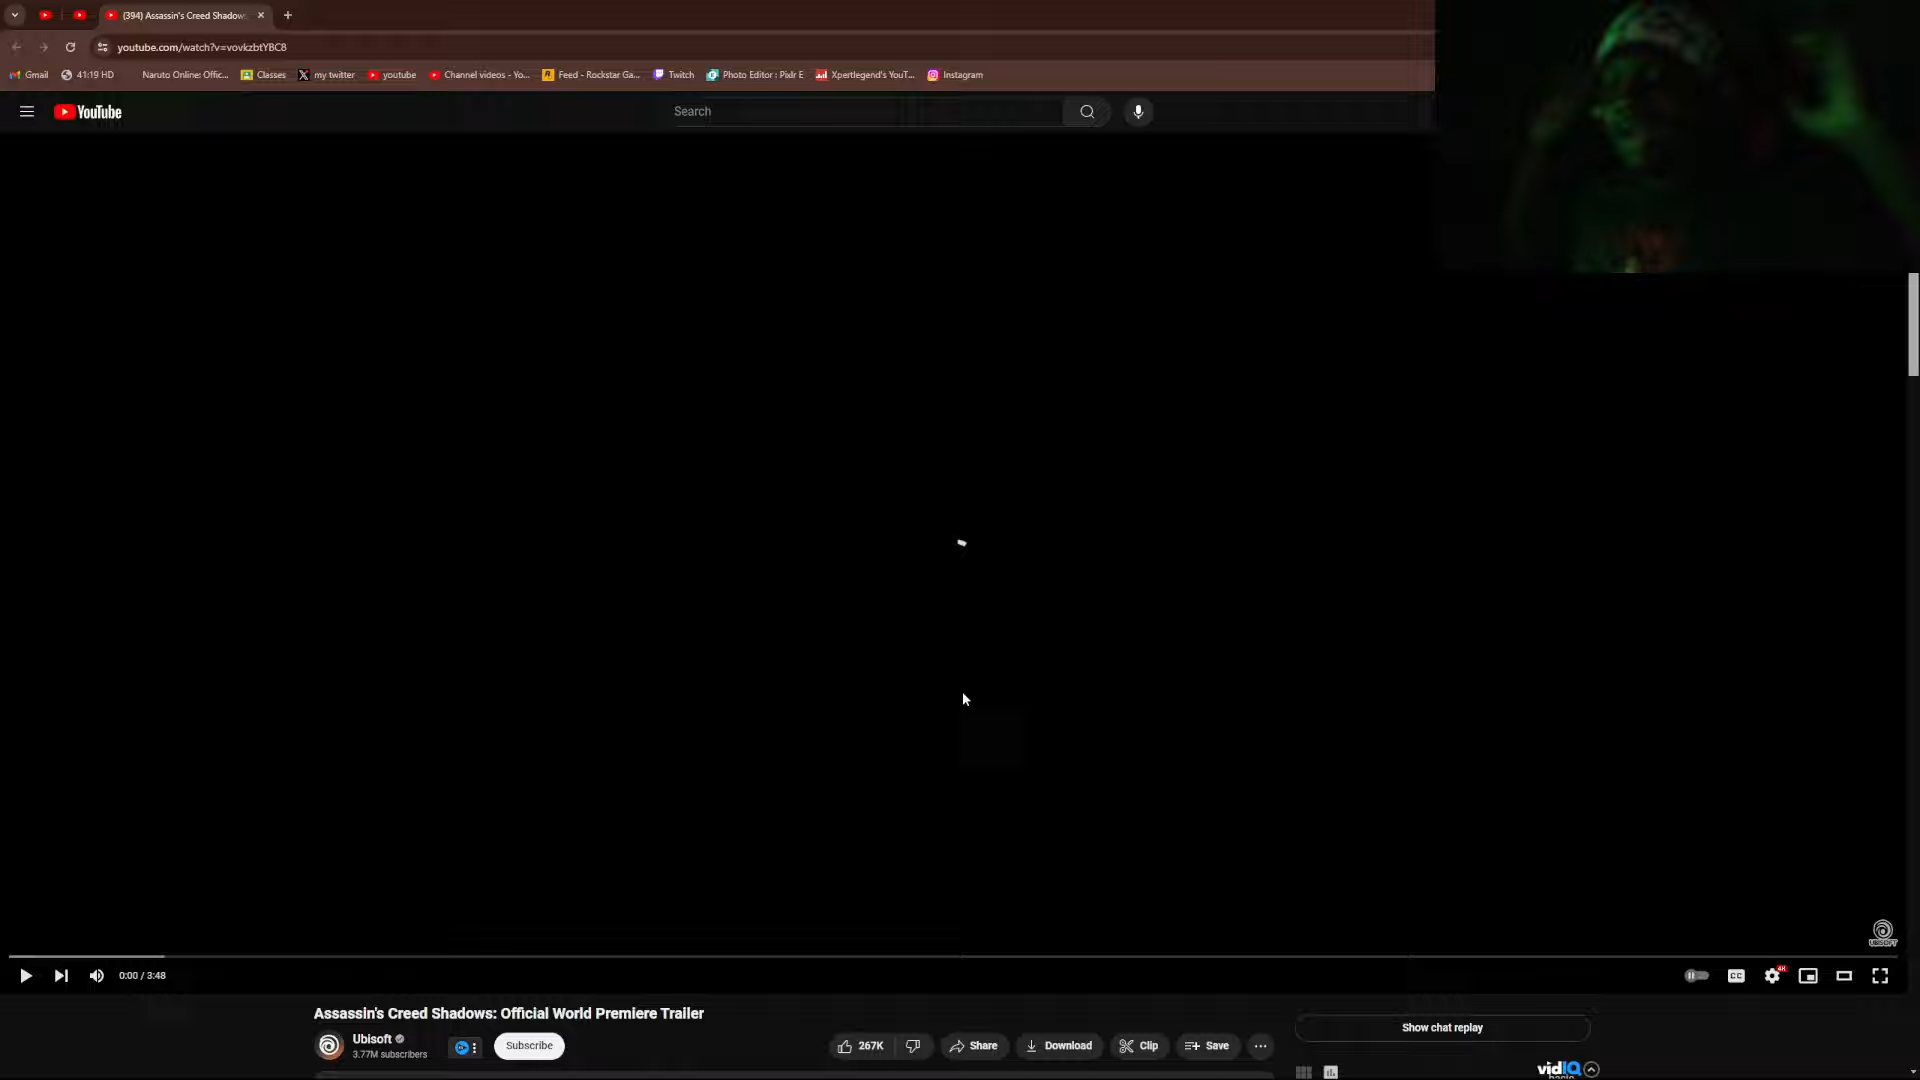 (394) Assassin's Creed Shadow
youtube.com/watch?v=vovkzbtYBC8
Gmail 41:19 HD Naruto Online: Offic... Classes my twitter youtube Channel videos - Yo... Feed - Rockstar Ga... Twitch Photo Editor : Pixlr E Xpertlegend's YouT... Instagram
YouTube Search
UBISOFT
0:00 / 3:48 CC
Assassin's Creed Shadows: Official World Premiere Trailer
Show chat replay
Ubisoft
3.77M subscribers
Subscribe 267K Share Download Clip Save
vidIQ